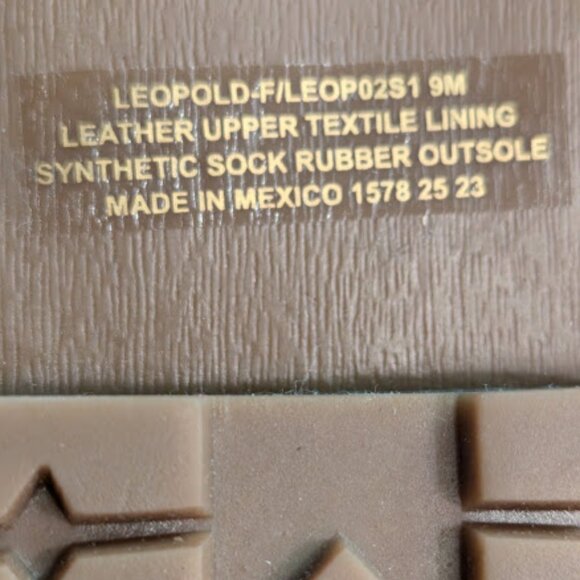 LEOPOLD-F/LEOP02S1 9M
LEATHER UPPER TEXTILE LINING
SYNTHETIC SOCK RUBBER OUTSOLE
MADE IN MEXICO 1578 25 23